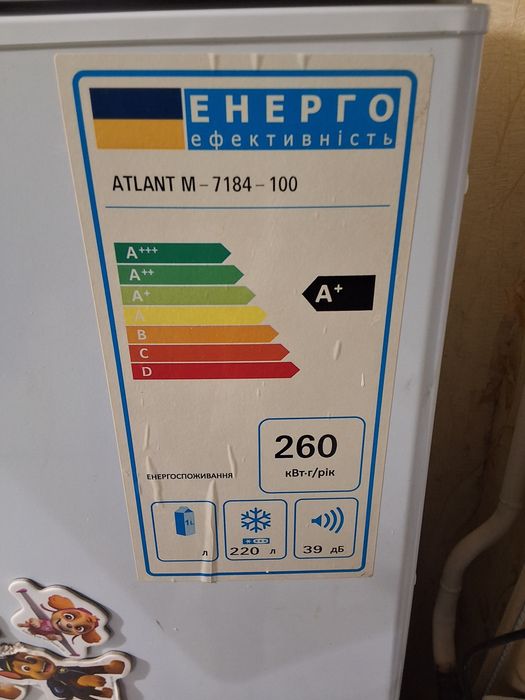 ЕНЕРГО
ефективність
ATLANT M – 7184 – 100
A+++
A++
A+
A
B
C
D
A+
260
кВт·г/рік
ЕНЕРГОСПОЖИВАННЯ
1L
л
220 л
39 дБ